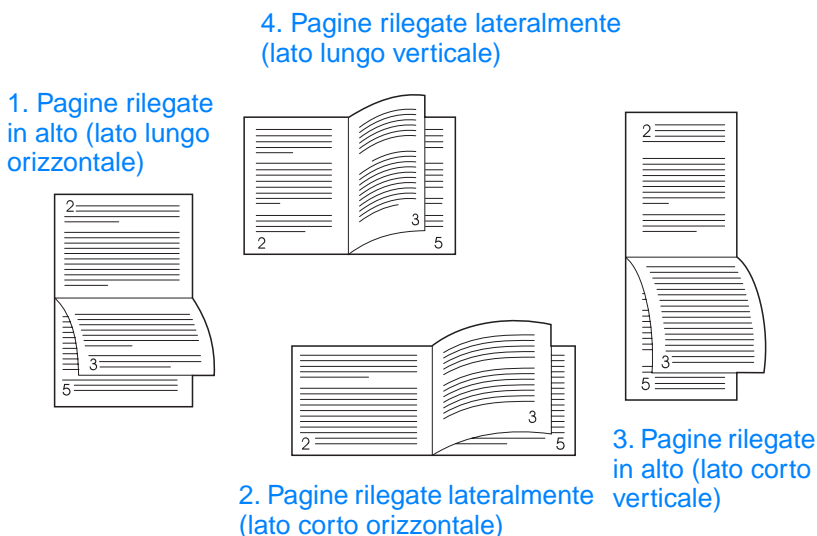 4. Pagine rilegate lateralmente
(lato lungo verticale)
1. Pagine rilegate
in alto (lato lungo
orizzontale)
2
3
5
2
3
5
2
3
5
2
3
5
3. Pagine rilegate
in alto (lato corto
verticale)
2. Pagine rilegate lateralmente
(lato corto orizzontale)